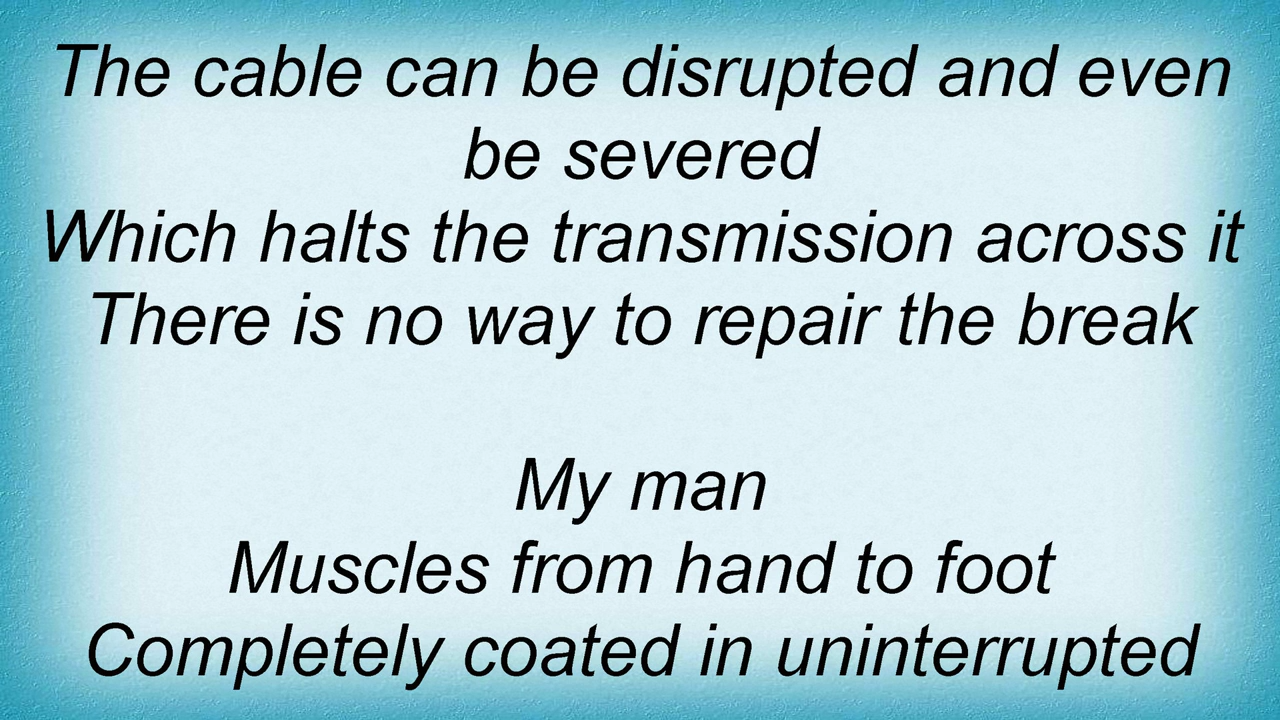 The cable can be disrupted and even
be severed
Which halts the transmission across it
There is no way to repair the break
My man
Muscles from hand to foot
Completely coated in uninterrupted